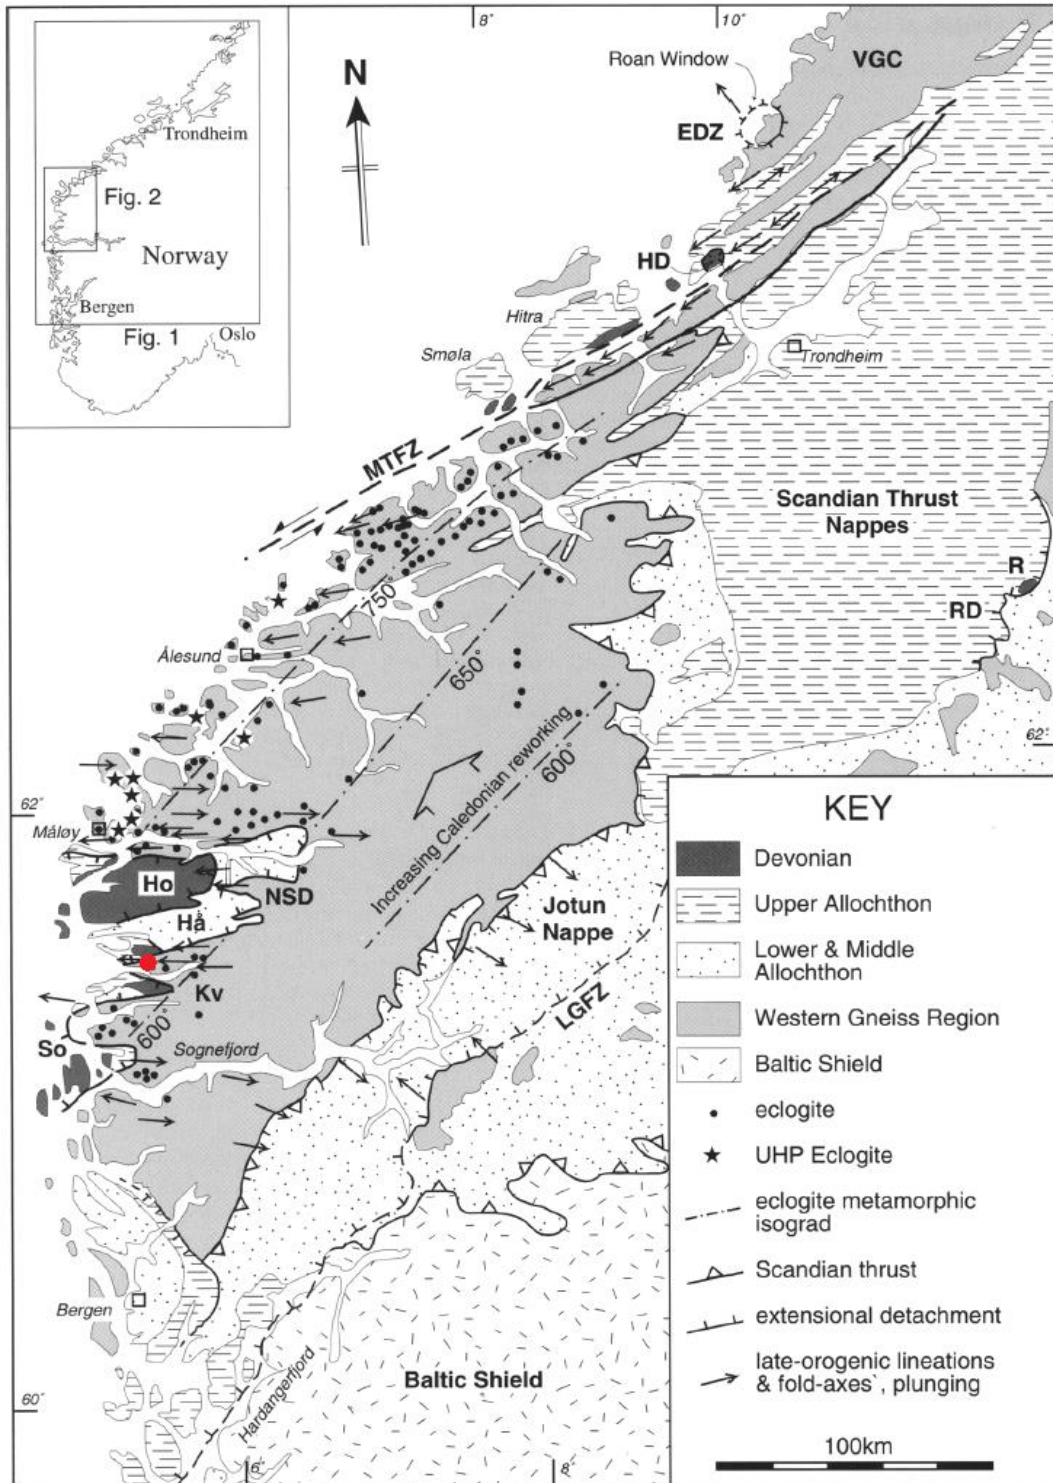 8°
10°
Trondheim
Fig. 2
Norway
Bergen
Fig. 1
Oslo
N
Roan Window
VGC
EDZ
HD
Hitra
Smøla
Trondheim
MTFZ
Scandian Thrust
Nappes
R
RD
750°
Ålesund
650°
62°
Increasing Caledonian reworking
600°
62°
Måløy
Ho
NSD
Hå
Jotun
Nappe
Kv
LGFZ
600°
So
Sognefjord
Bergen
Hardangerfjord
Baltic Shield
60°
6°
8°
KEY
Devonian
Upper Allochthon
Lower & Middle
Allochthon
Western Gneiss Region
Baltic Shield
eclogite
UHP Eclogite
eclogite metamorphic
isograd
Scandian thrust
extensional detachment
late-orogenic lineations
& fold-axes`, plunging
100km